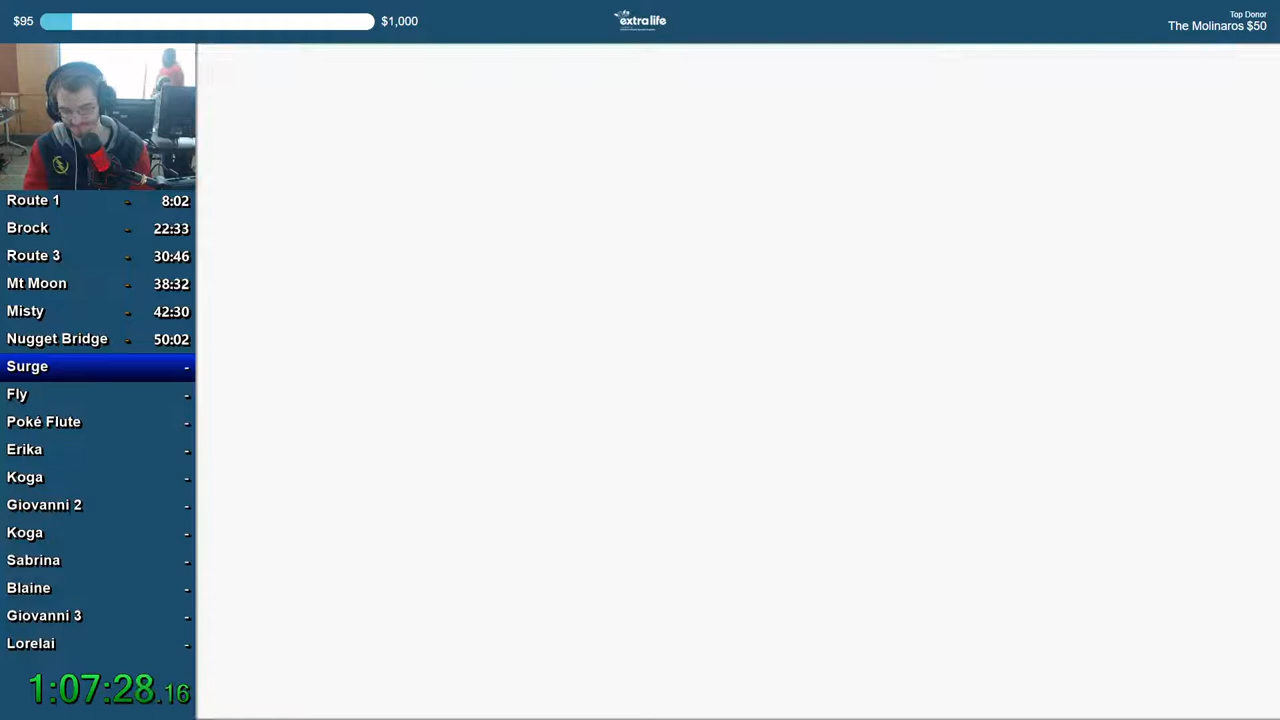 $95 $1,000 extralife Top Donor
The Molinaros $50
Route 1 - 8:02
Brock - 22:33
Route 3 - 30:46
Mt Moon - 38:32
Misty - 42:30
Nugget Bridge - 50:02
Surge -
Fly -
Poké Flute -
Erika -
Koga -
Giovanni 2 -
Koga -
Sabrina -
Blaine -
Giovanni 3 -
Lorelai -
1:07:28.16